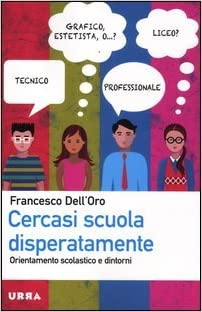 GRAFICO,
ESTETISTA, O...?
LICEO?
TECNICO
PROFESSIONALE
Francesco Dell'Oro
Cercasi scuola
disperatamente
Orientamento scolastico e dintorni
URRA